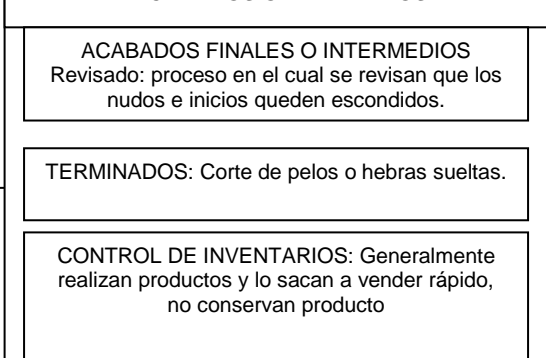 ACABADOS FINALES O INTERMEDIOS
Revisado: proceso en el cual se revisan que los
nudos e inicios queden escondidos.
TERMINADOS: Corte de pelos o hebras sueltas.
CONTROL DE INVENTARIOS: Generalmente
realizan productos y lo sacan a vender rápido,
no conservan producto